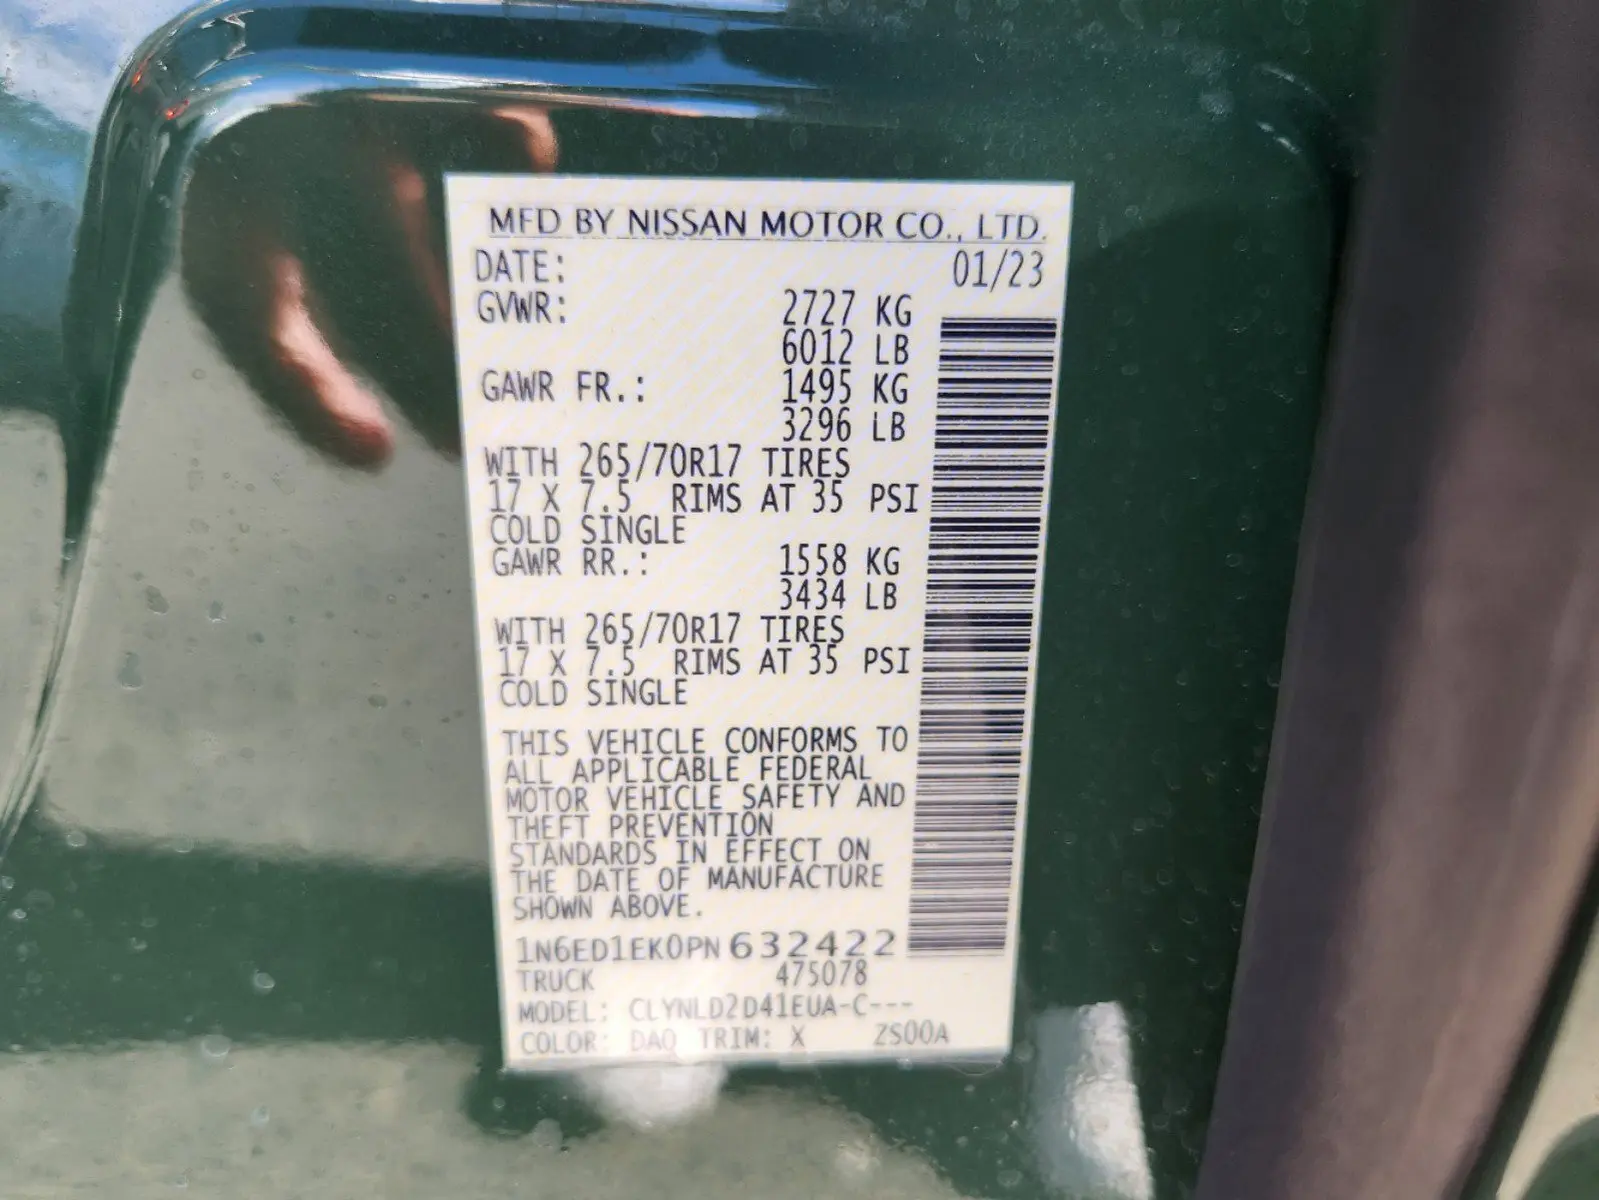 MFD BY NISSAN MOTOR CO., LTD.
DATE: 01/23
GVWR: 2727 KG
6012 LB
GAWR FR.: 1495 KG
3296 LB
WITH 265/70R17 TIRES
17 X 7.5 RIMS AT 35 PSI
COLD SINGLE
GAWR RR.: 1558 KG
3434 LB
WITH 265/70R17 TIRES
17 X 7.5 RIMS AT 35 PSI
COLD SINGLE
THIS VEHICLE CONFORMS TO
ALL APPLICABLE FEDERAL
MOTOR VEHICLE SAFETY AND
THEFT PREVENTION
STANDARDS IN EFFECT ON
THE DATE OF MANUFACTURE
SHOWN ABOVE.
1N6ED1EK0PN632422
TRUCK 475078
MODEL: CLYNLD2D41EUA-C---
COLOR: DAQ TRIM: X ZS00A